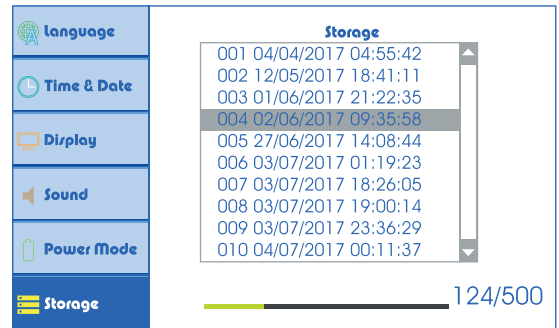 Language
Time & Date
Display
Sound
Power Mode
Storage
Storage
001 04/04/2017 04:55:42
002 12/05/2017 18:41:11
003 01/06/2017 21:22:35
004 02/06/2017 09:35:58
005 27/06/2017 14:08:44
006 03/07/2017 01:19:23
007 03/07/2017 18:26:05
008 03/07/2017 19:00:14
009 03/07/2017 23:36:29
010 04/07/2017 00:11:37
124/500